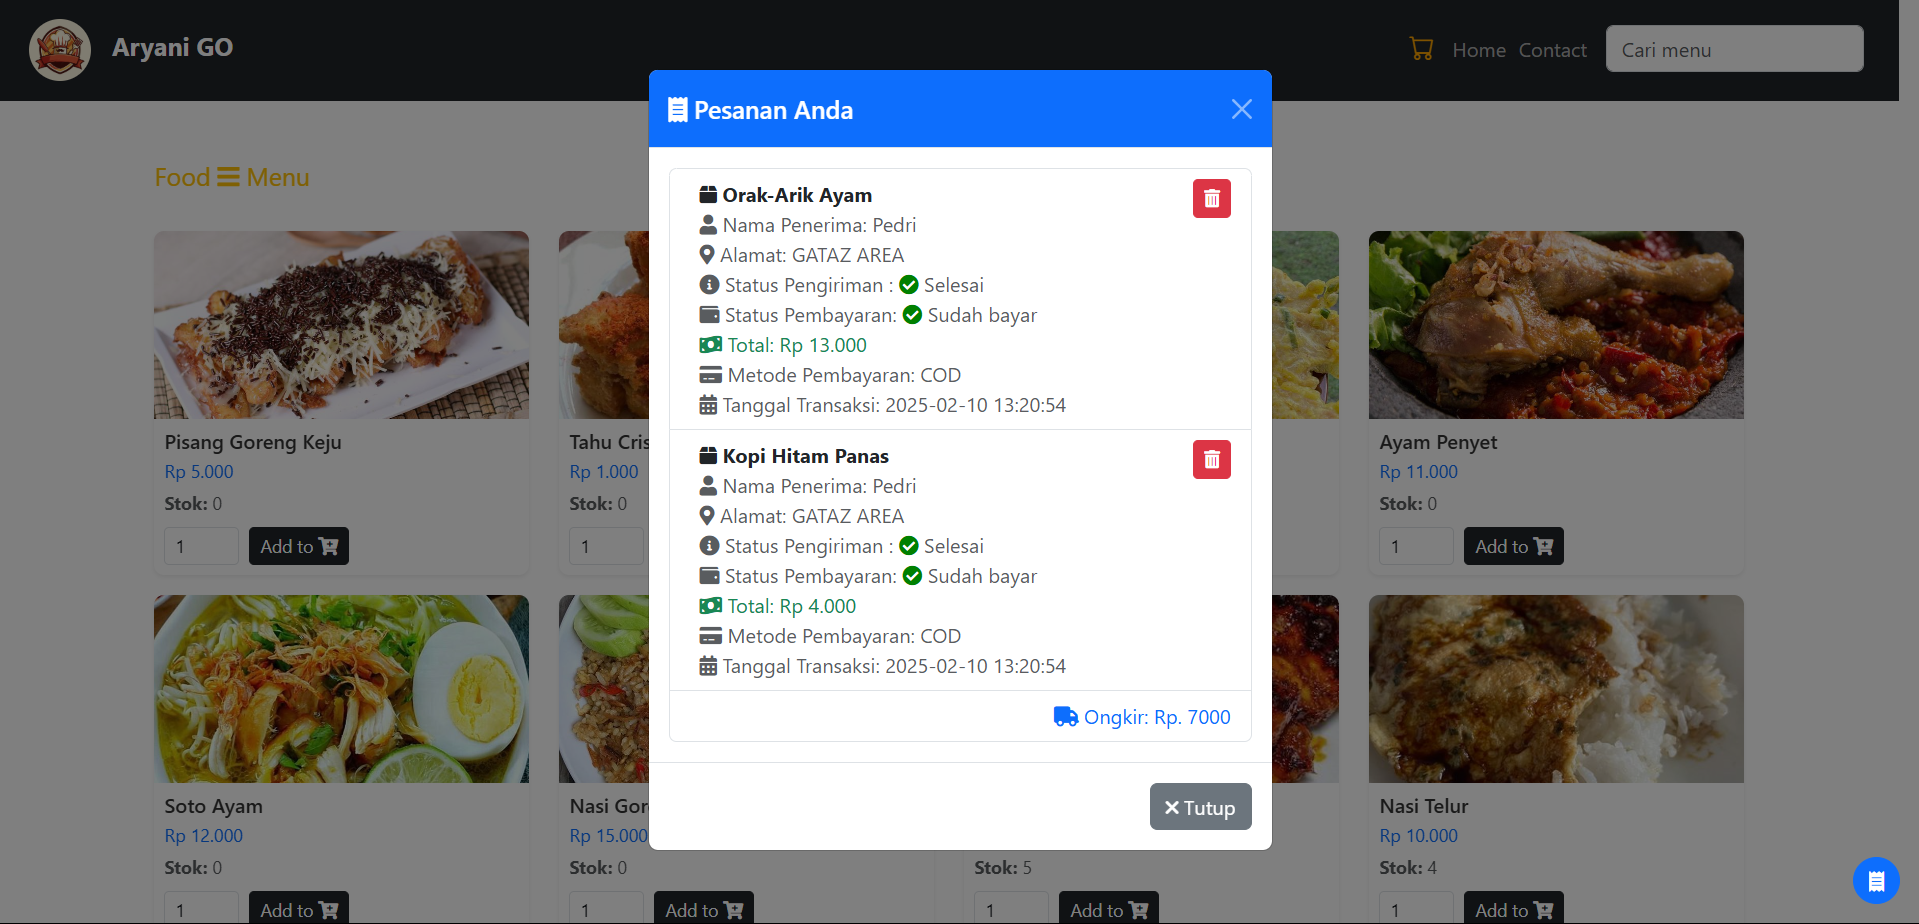 Aryani GO
Home Contact Cari menu
Pesanan Anda
Food Menu
Orak-Arik Ayam
Nama Penerima: Pedri
Alamat: GATAZ AREA
Status Pengiriman : Selesai
Status Pembayaran: Sudah bayar
Total: Rp 13.000
Metode Pembayaran: COD
Tanggal Transaksi: 2025-02-10 13:20:54
Kopi Hitam Panas
Nama Penerima: Pedri
Alamat: GATAZ AREA
Status Pengiriman : Selesai
Status Pembayaran: Sudah bayar
Total: Rp 4.000
Metode Pembayaran: COD
Tanggal Transaksi: 2025-02-10 13:20:54
Ongkir: Rp. 7000
Tutup
Pisang Goreng Keju
Rp 5.000
Stok: 0
1 Add to
Tahu Cris
Rp 1.000
Stok: 0
1
Ayam Penyet
Rp 11.000
Stok: 0
1 Add to
Soto Ayam
Rp 12.000
Stok: 0
1 Add to
Nasi Gor
Rp 15.000
Stok: 0
1 Add to
Stok: 5
1 Add to
Nasi Telur
Rp 10.000
Stok: 4
1 Add to